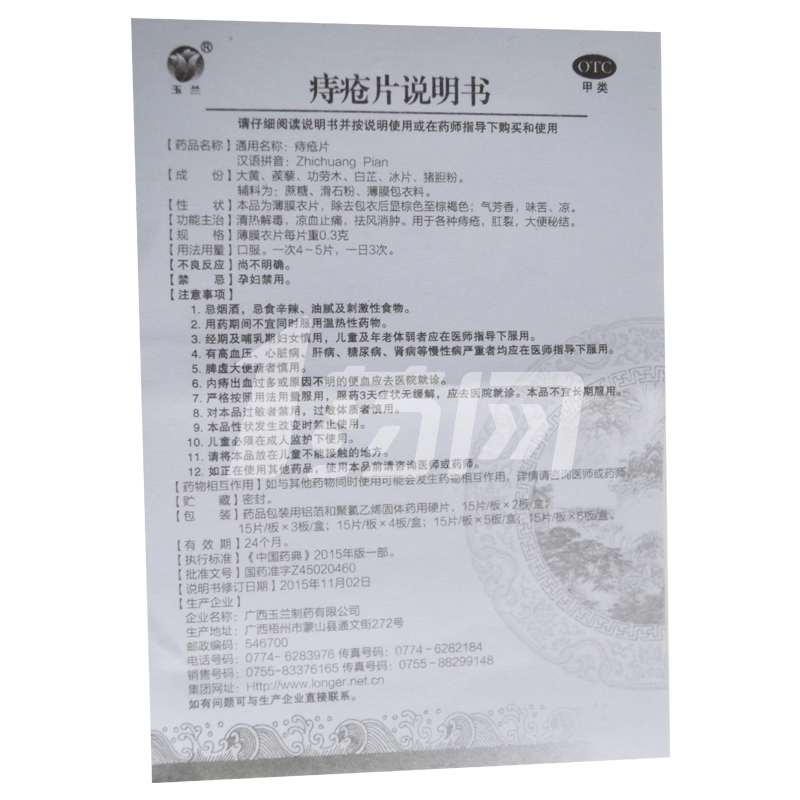 ®
玉兰
OTC
甲类
痔疮片说明书
请仔细阅读说明书并按说明使用或在药师指导下购买和使用
【药品名称】通用名称：痔疮片
汉语拼音：Zhichuang Pian
【成　份】大黄、蒺藜、功劳木、白芷、冰片、猪胆粉。
辅料为：蔗糖、滑石粉、薄膜包衣料。
【性　状】本品为薄膜衣片，除去包衣后显棕色至棕褐色；气芳香，味苦、凉。
【功能主治】清热解毒，凉血止痛，祛风消肿。用于各种痔疮，肛裂，大便秘结。
【规　格】薄膜衣片每片重0.3克
【用法用量】口服。一次4～5片，一日3次。
【不良反应】尚不明确。
【禁　忌】孕妇禁用。
【注意事项】
1. 忌烟酒，忌食辛辣、油腻及刺激性食物。
2. 用药期间不宜同时服用温热性药物。
3. 经期及哺乳期妇女慎用，儿童及年老体弱者应在医师指导下服用。
4. 有高血压、心脏病、肝病、糖尿病、肾病等慢性病严重者均应在医师指导下服用。
5. 脾虚大便溏者慎用。
6. 内痔出血过多或原因不明的便血应去医院就诊。
7. 严格按照用法用量服用，服药3天症状无缓解，应去医院就诊。本品不宜长期服用。
8. 对本品过敏者禁用，过敏体质者慎用。
9. 本品性状发生改变时禁止使用。
10. 儿童必须在成人监护下使用。
11. 请将本品放在儿童不能接触的地方。
12. 如正在使用其他药品，使用本品前请咨询医师或药师。
【药物相互作用】如与其他药物同时使用可能会发生药物相互作用，详情请咨询医师或药师。
【贮　藏】密封。
【包　装】药品包装用铝箔和聚氯乙烯固体药用硬片，15片/板×2板/盒；
15片/板×3板/盒；15片/板×4板/盒；15片/板×5板/盒；15片/板×6板/盒。
【有 效 期】24个月。
【执行标准】《中国药典》2015年版一部。
【批准文号】国药准字Z45020460
【说明书修订日期】2015年11月02日
【生产企业】
企业名称：广西玉兰制药有限公司
生产地址：广西梧州市蒙山县通文街272号
邮政编码：546700
电话号码：0774-6283976 传真号码：0774-6282184
销售号码：0755-83376165 传真号码：0755-88299148
集团网址：Http://www.longer.net.cn
如有问题可与生产企业直接联系。
1药网